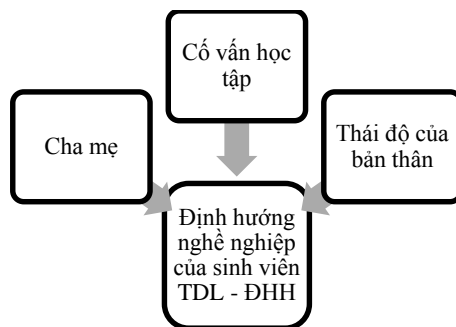 Cố vấn học
tập
Cha mẹ
Thái độ của
bản thân
Định hướng
nghề nghiệp
của sinh viên
TDL - ĐHH